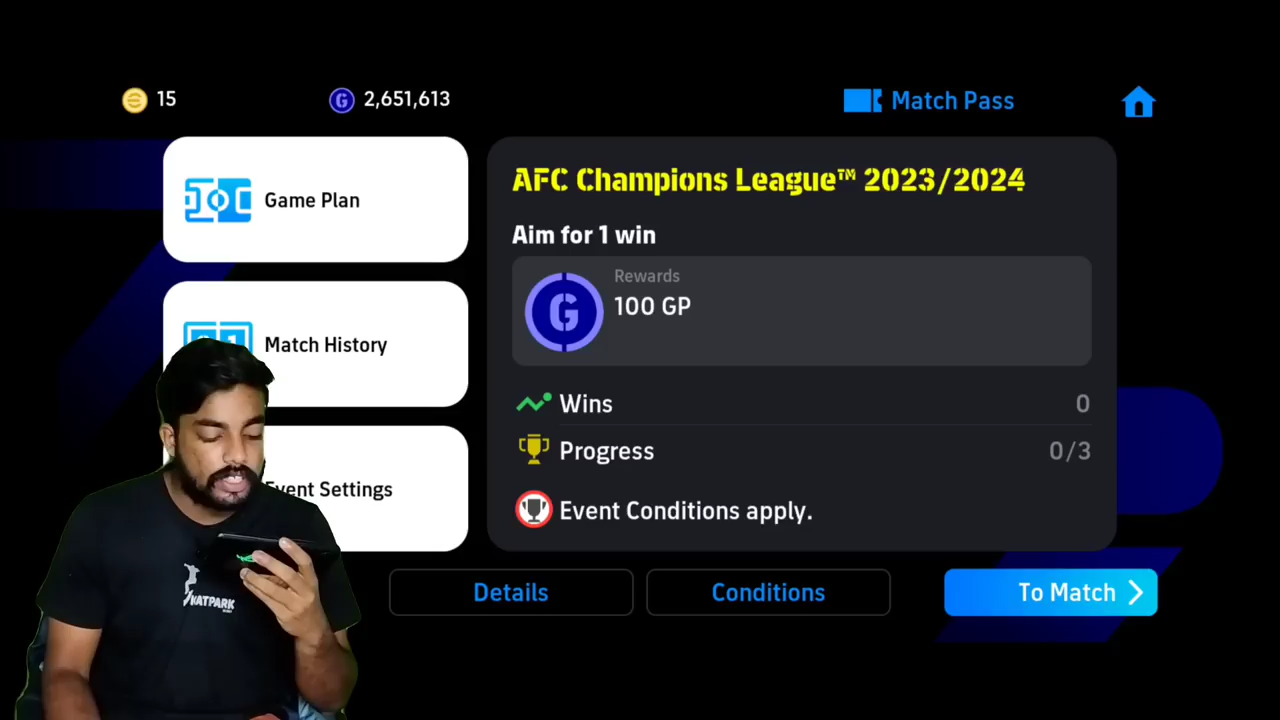 15
2,651,613
Match Pass
Game Plan
Match History
Event Settings
AFC Champions League™ 2023/2024
Aim for 1 win
Rewards
100 GP
Wins 0
Progress 0/3
Event Conditions apply.
Details
Conditions
To Match